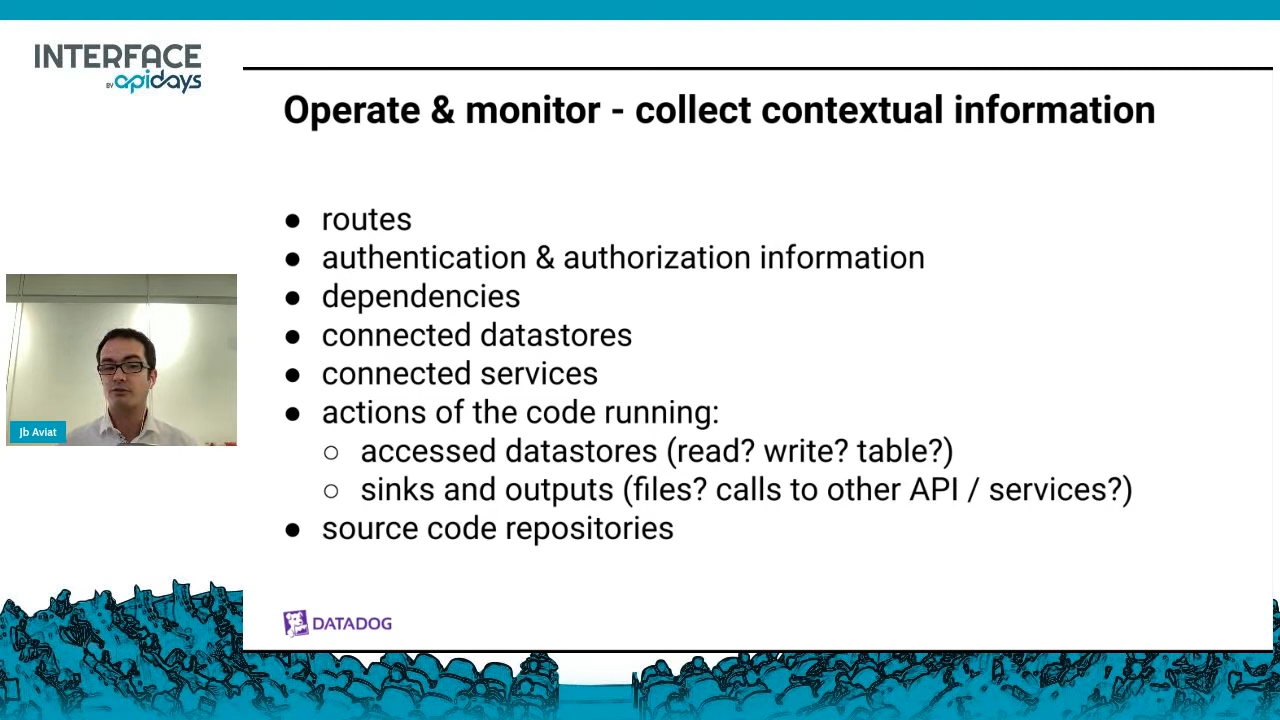 INTERFACE
BY apidays
Operate & monitor - collect contextual information
● routes
● authentication & authorization information
● dependencies
● connected datastores
● connected services
● actions of the code running:
○ accessed datastores (read? write? table?)
○ sinks and outputs (files? calls to other API / services?)
● source code repositories
Jb Aviat
DATADOG